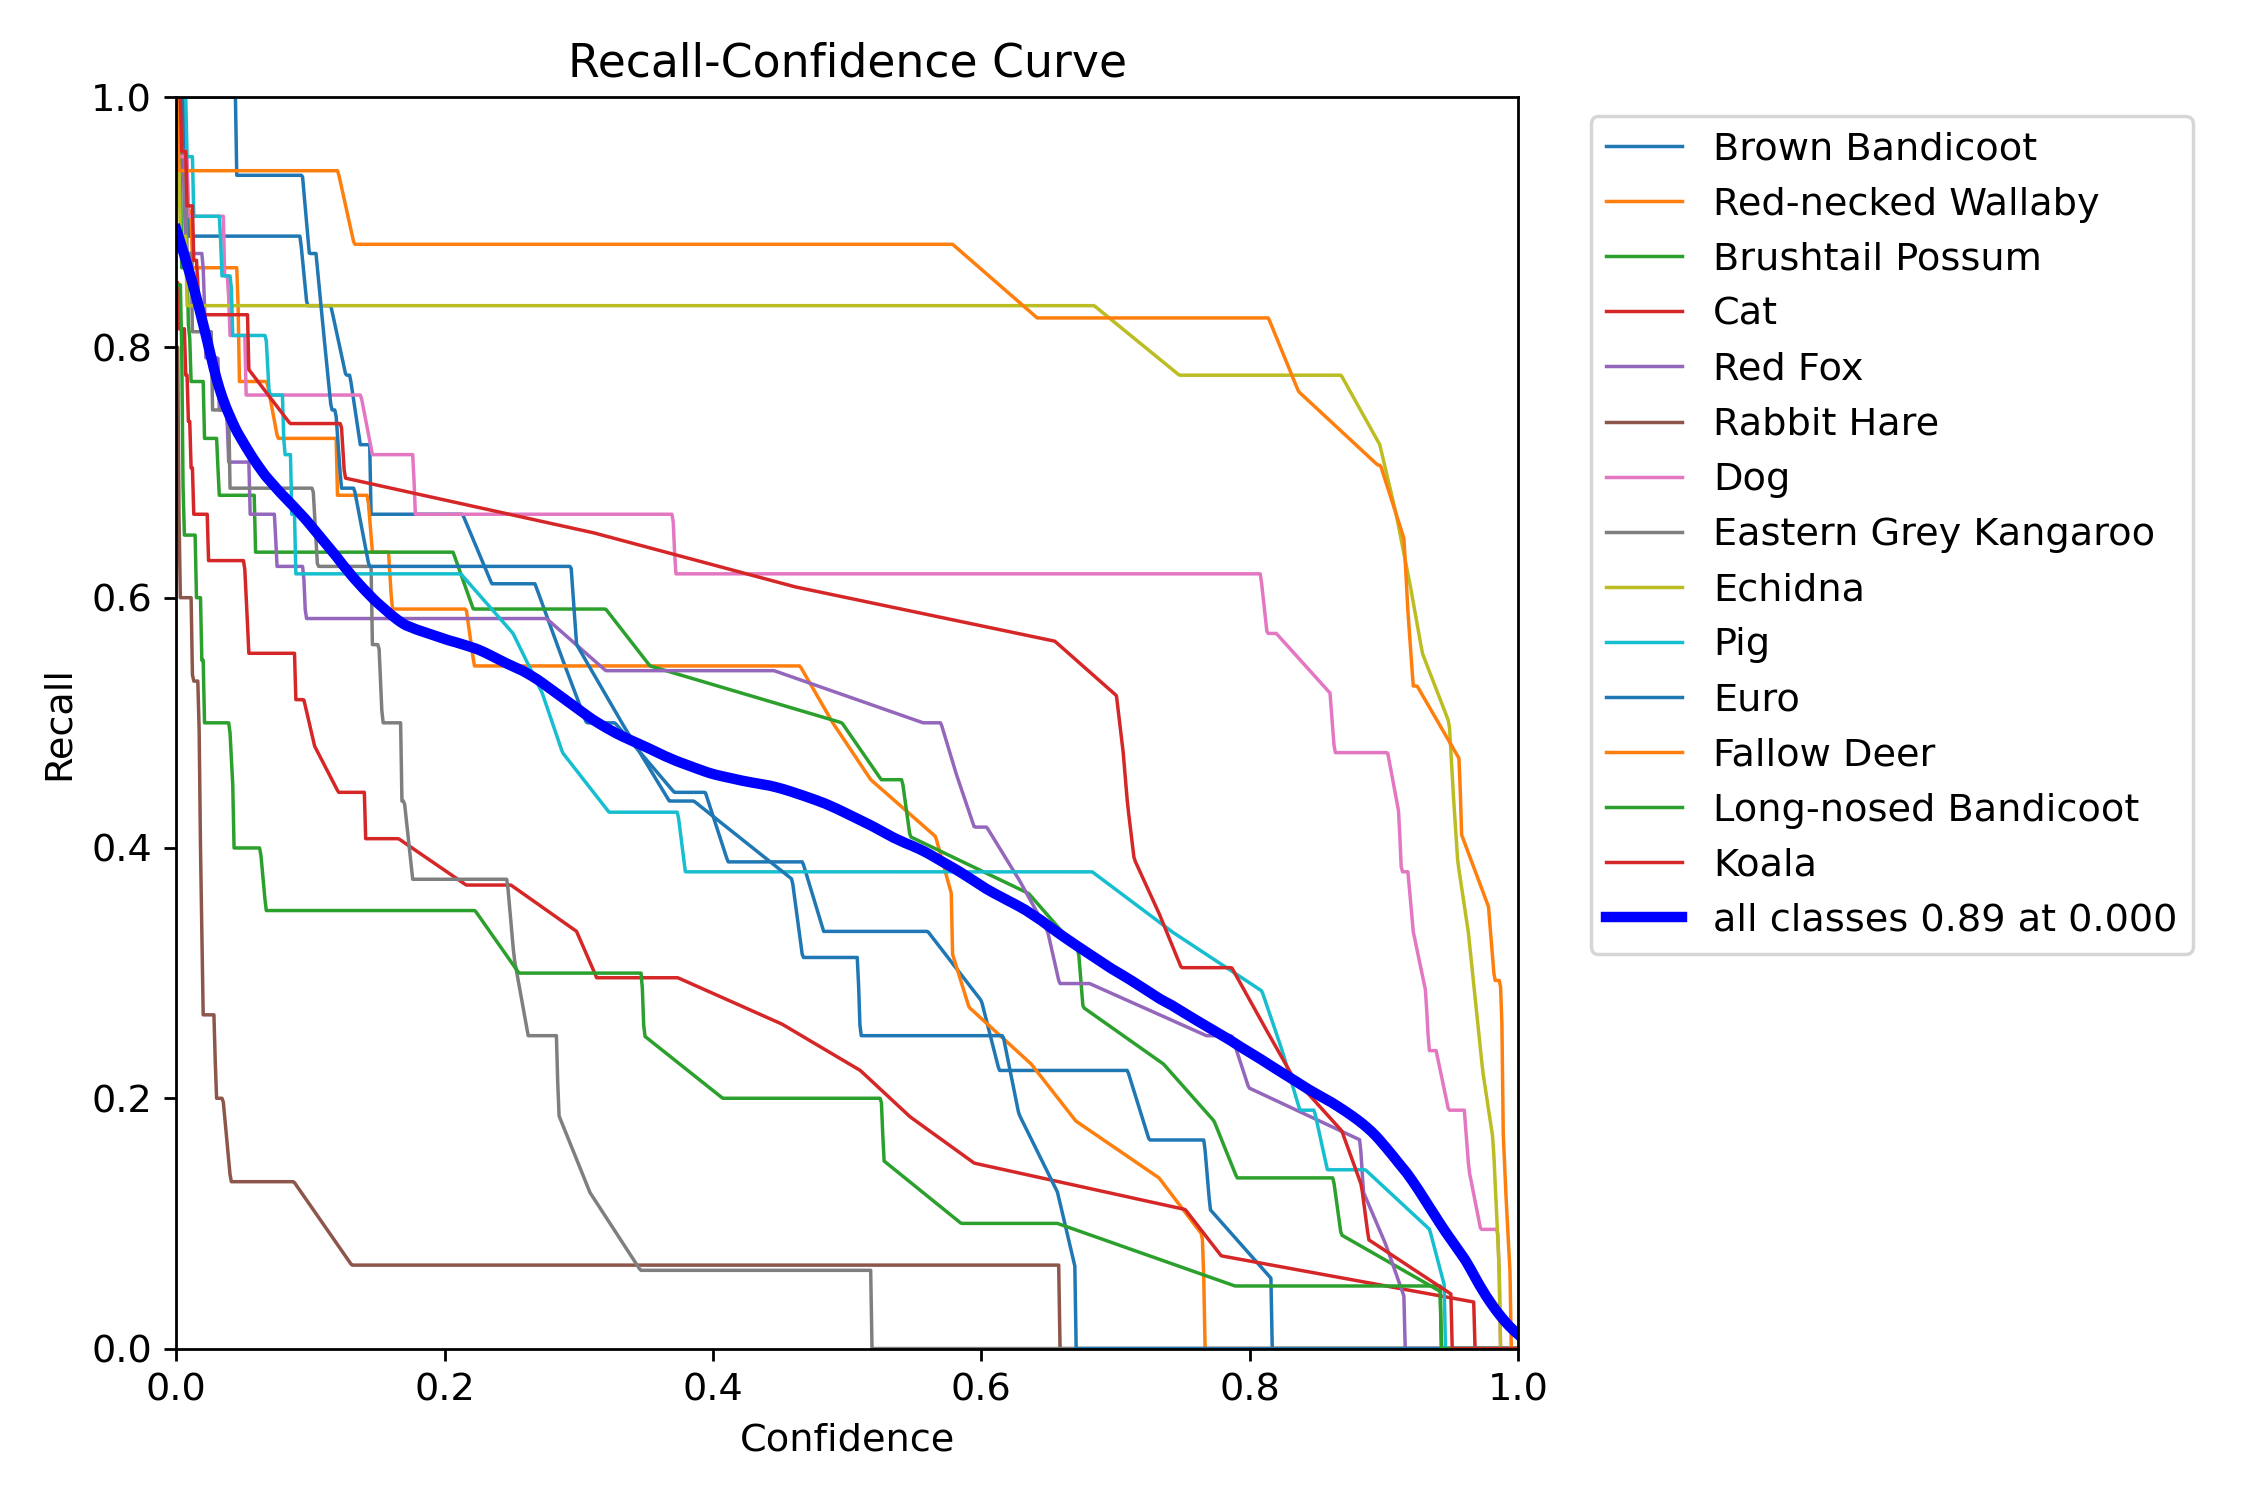 Recall-Confidence Curve
1.0
0.8
0.6
0.4
0.2
0.0
Recall
0.0 0.2 0.4 0.6 0.8 1.0
Confidence
Brown Bandicoot
Red-necked Wallaby
Brushtail Possum
Cat
Red Fox
Rabbit Hare
Dog
Eastern Grey Kangaroo
Echidna
Pig
Euro
Fallow Deer
Long-nosed Bandicoot
Koala
all classes 0.89 at 0.000